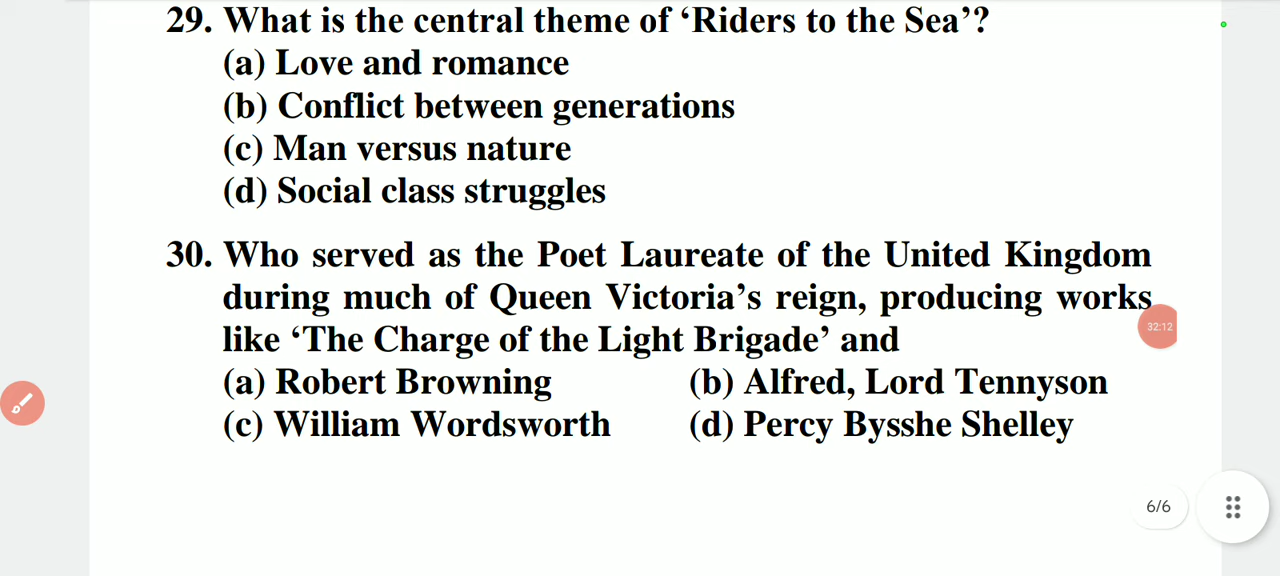 29. What is the central theme of ‘Riders to the Sea’?
(a) Love and romance
(b) Conflict between generations
(c) Man versus nature
(d) Social class struggles
30. Who served as the Poet Laureate of the United Kingdom
during much of Queen Victoria’s reign, producing works
like ‘The Charge of the Light Brigade’ and
32:12
(a) Robert Browning (b) Alfred, Lord Tennyson
(c) William Wordsworth (d) Percy Bysshe Shelley
6/6